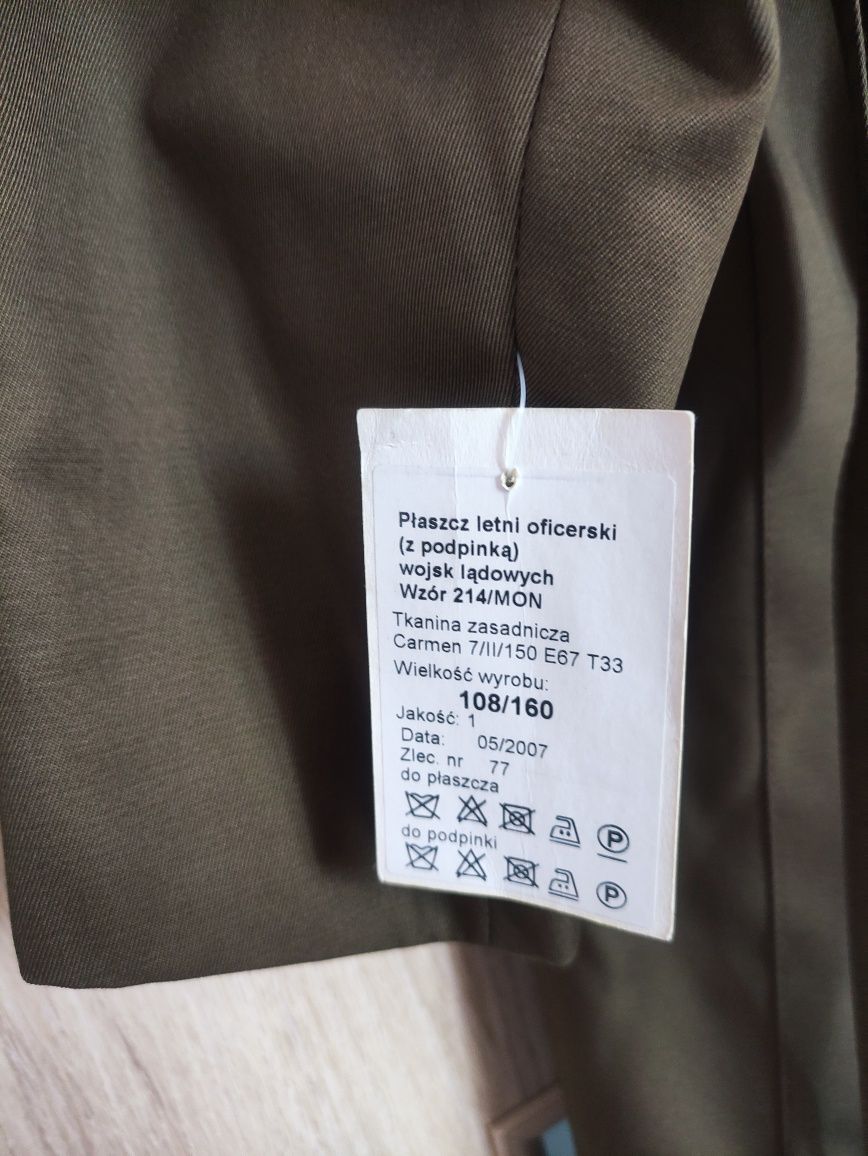 Płaszcz letni oficerski
(z podpinką)
wojsk lądowych
Wzór 214/MON
Tkanina zasadnicza
Carmen 7/II/150 E67 T33
Wielkość wyrobu:
108/160
Jakość: 1
Data: 05/2007
Zlec. nr 77
do płaszcza
P
do podpinki
P